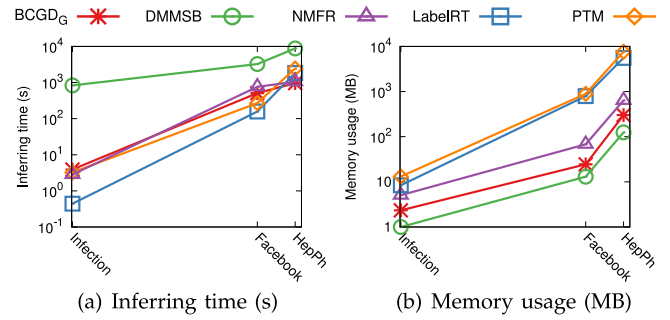 BCGD_G DMMSB NMFR LabelRT PTM
Inferring time (s)
10^4
10^3
10^2
10^1
10^0
10^-1
Infection
Facebook
HepPh
(a) Inferring time (s)
Memory usage (MB)
10^4
10^3
10^2
10
1
Infection
Facebook
HepPh
(b) Memory usage (MB)